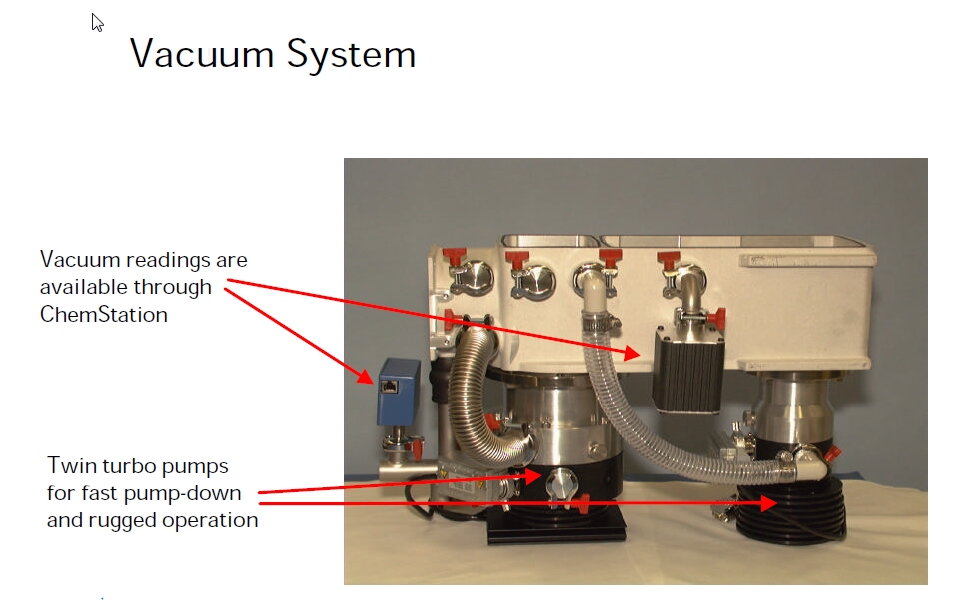 Vacuum System
Vacuum readings are
available through
ChemStation
Twin turbo pumps
for fast pump-down
and rugged operation